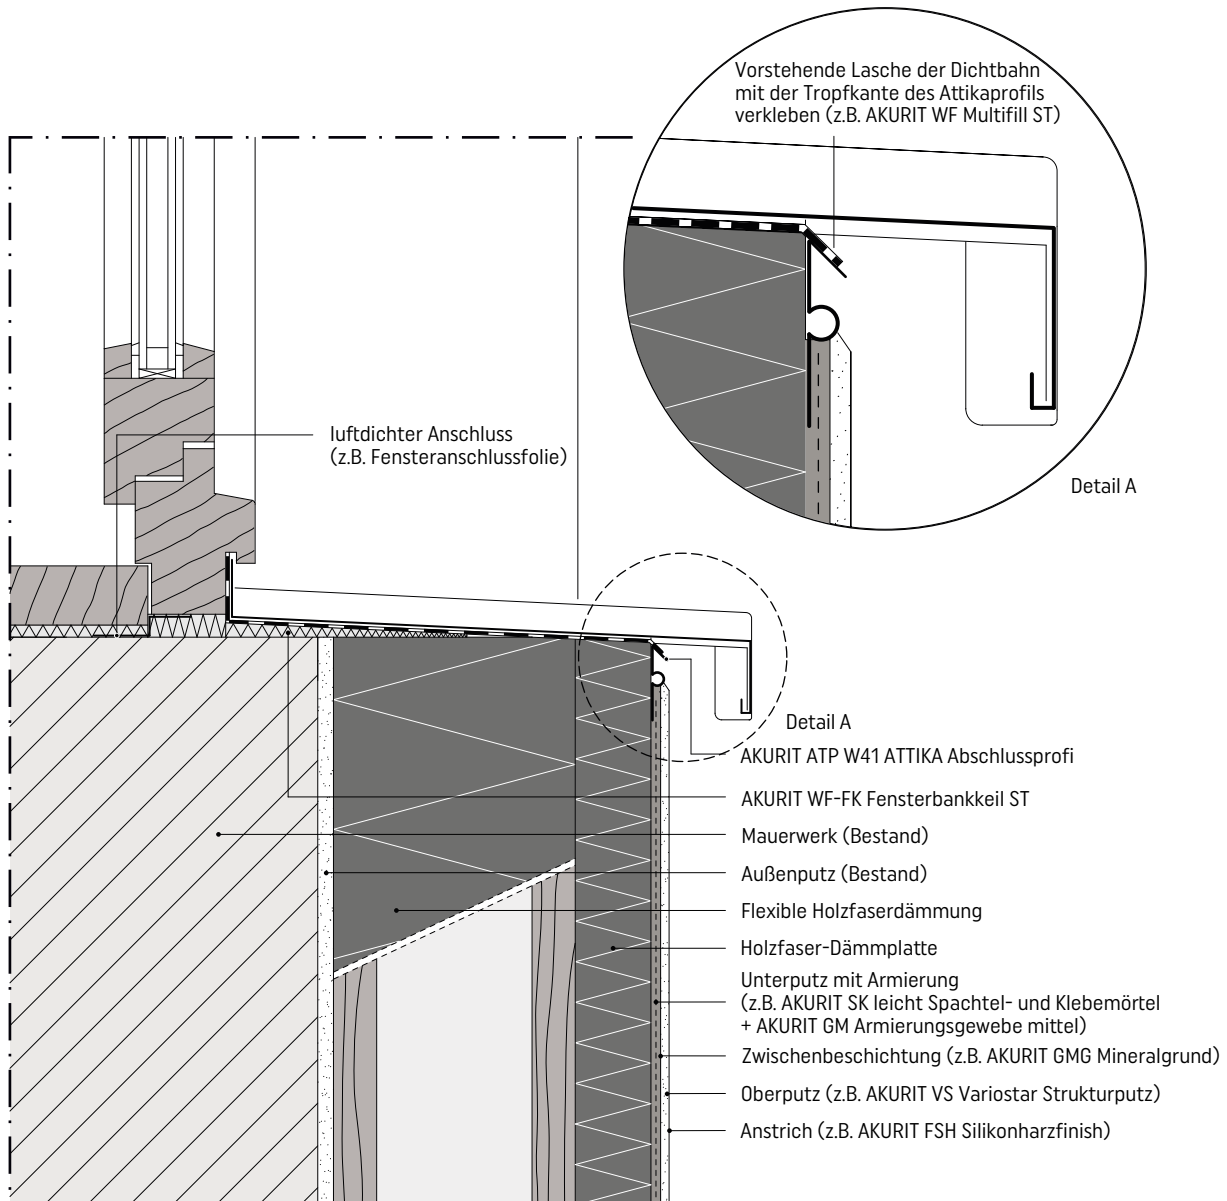 Vorstehende Lasche der Dichtbahn
mit der Tropfkante des Attikaprofils
verkleben (z.B. AKURIT WF Multifill ST)
luftdichter Anschluss
(z.B. Fensteranschlussfolie)
Detail A
Detail A
AKURIT ATP W41 ATTIKA Abschlussprofi
AKURIT WF-FK Fensterbankkeil ST
Mauerwerk (Bestand)
Außenputz (Bestand)
Flexible Holzfaserdämmung
Holzfaser-Dämmplatte
Unterputz mit Armierung
(z.B. AKURIT SK leicht Spachtel- und Klebemörtel
+ AKURIT GM Armierungsgewebe mittel)
Zwischenbeschichtung (z.B. AKURIT GMG Mineralgrund)
Oberputz (z.B. AKURIT VS Variostar Strukturputz)
Anstrich (z.B. AKURIT FSH Silikonharzfinish)